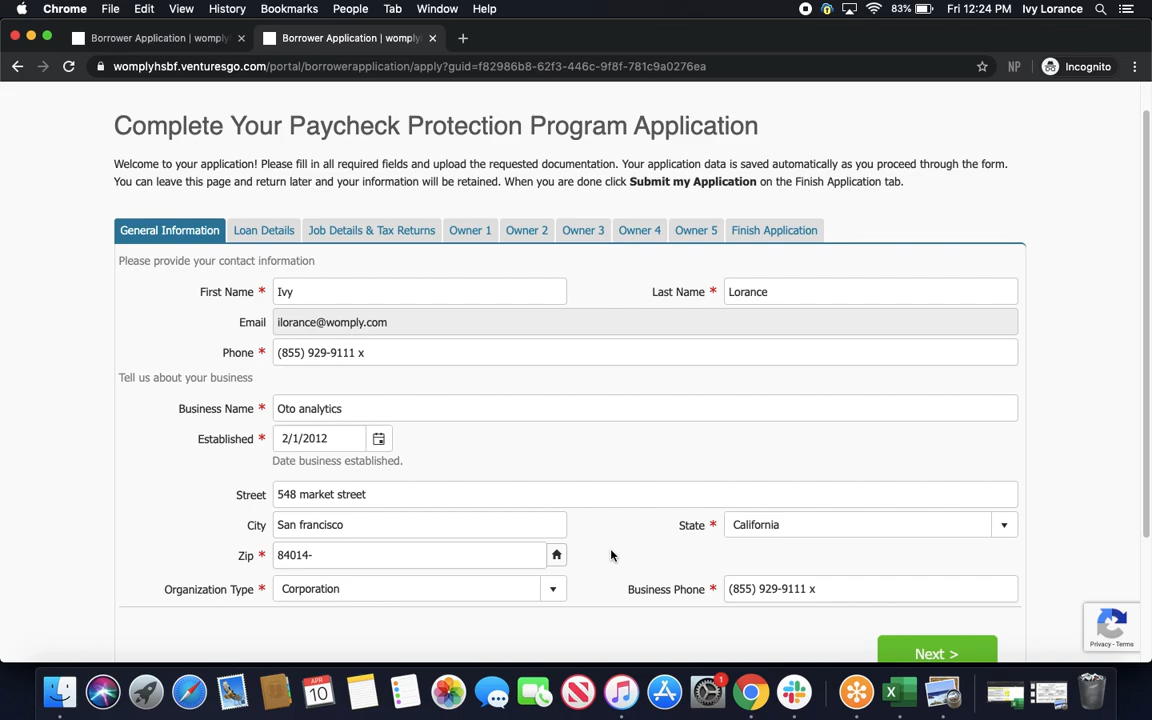 Chrome File Edit View History Bookmarks People Tab Window Help 83% Fri 12:24 PM Ivy Lorance
Borrower Application | womply Borrower Application | womply
womplyhsbf.venturesgo.com/portal/borrowerapplication/apply?guid=f82986b8-62f3-446c-9f8f-781c9a0276ea NP Incognito
Complete Your Paycheck Protection Program Application
Welcome to your application! Please fill in all required fields and upload the requested documentation. Your application data is saved automatically as you proceed through the form.
You can leave this page and return later and your information will be retained. When you are done click Submit my Application on the Finish Application tab.
General Information Loan Details Job Details & Tax Returns Owner 1 Owner 2 Owner 3 Owner 4 Owner 5 Finish Application
Please provide your contact information
First Name * Ivy Last Name * Lorance
Email ilorance@womply.com
Phone * (855) 929-9111 x
Tell us about your business
Business Name * Oto analytics
Established * 2/1/2012
Date business established.
Street 548 market street
City San francisco State * California
Zip * 84014-
Organization Type * Corporation Business Phone * (855) 929-9111 x
Privacy - Terms
Next >
APR
10
1